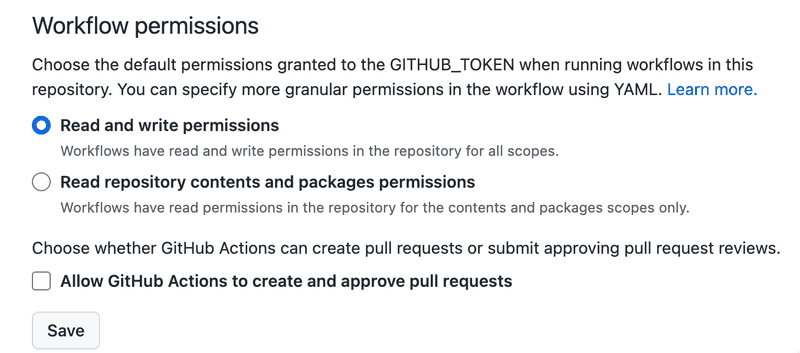 Workflow permissions
Choose the default permissions granted to the GITHUB_TOKEN when running workflows in this
repository. You can specify more granular permissions in the workflow using YAML. Learn more.
Read and write permissions
Workflows have read and write permissions in the repository for all scopes.
Read repository contents and packages permissions
Workflows have read permissions in the repository for the contents and packages scopes only.
Choose whether GitHub Actions can create pull requests or submit approving pull request reviews.
Allow GitHub Actions to create and approve pull requests
Save